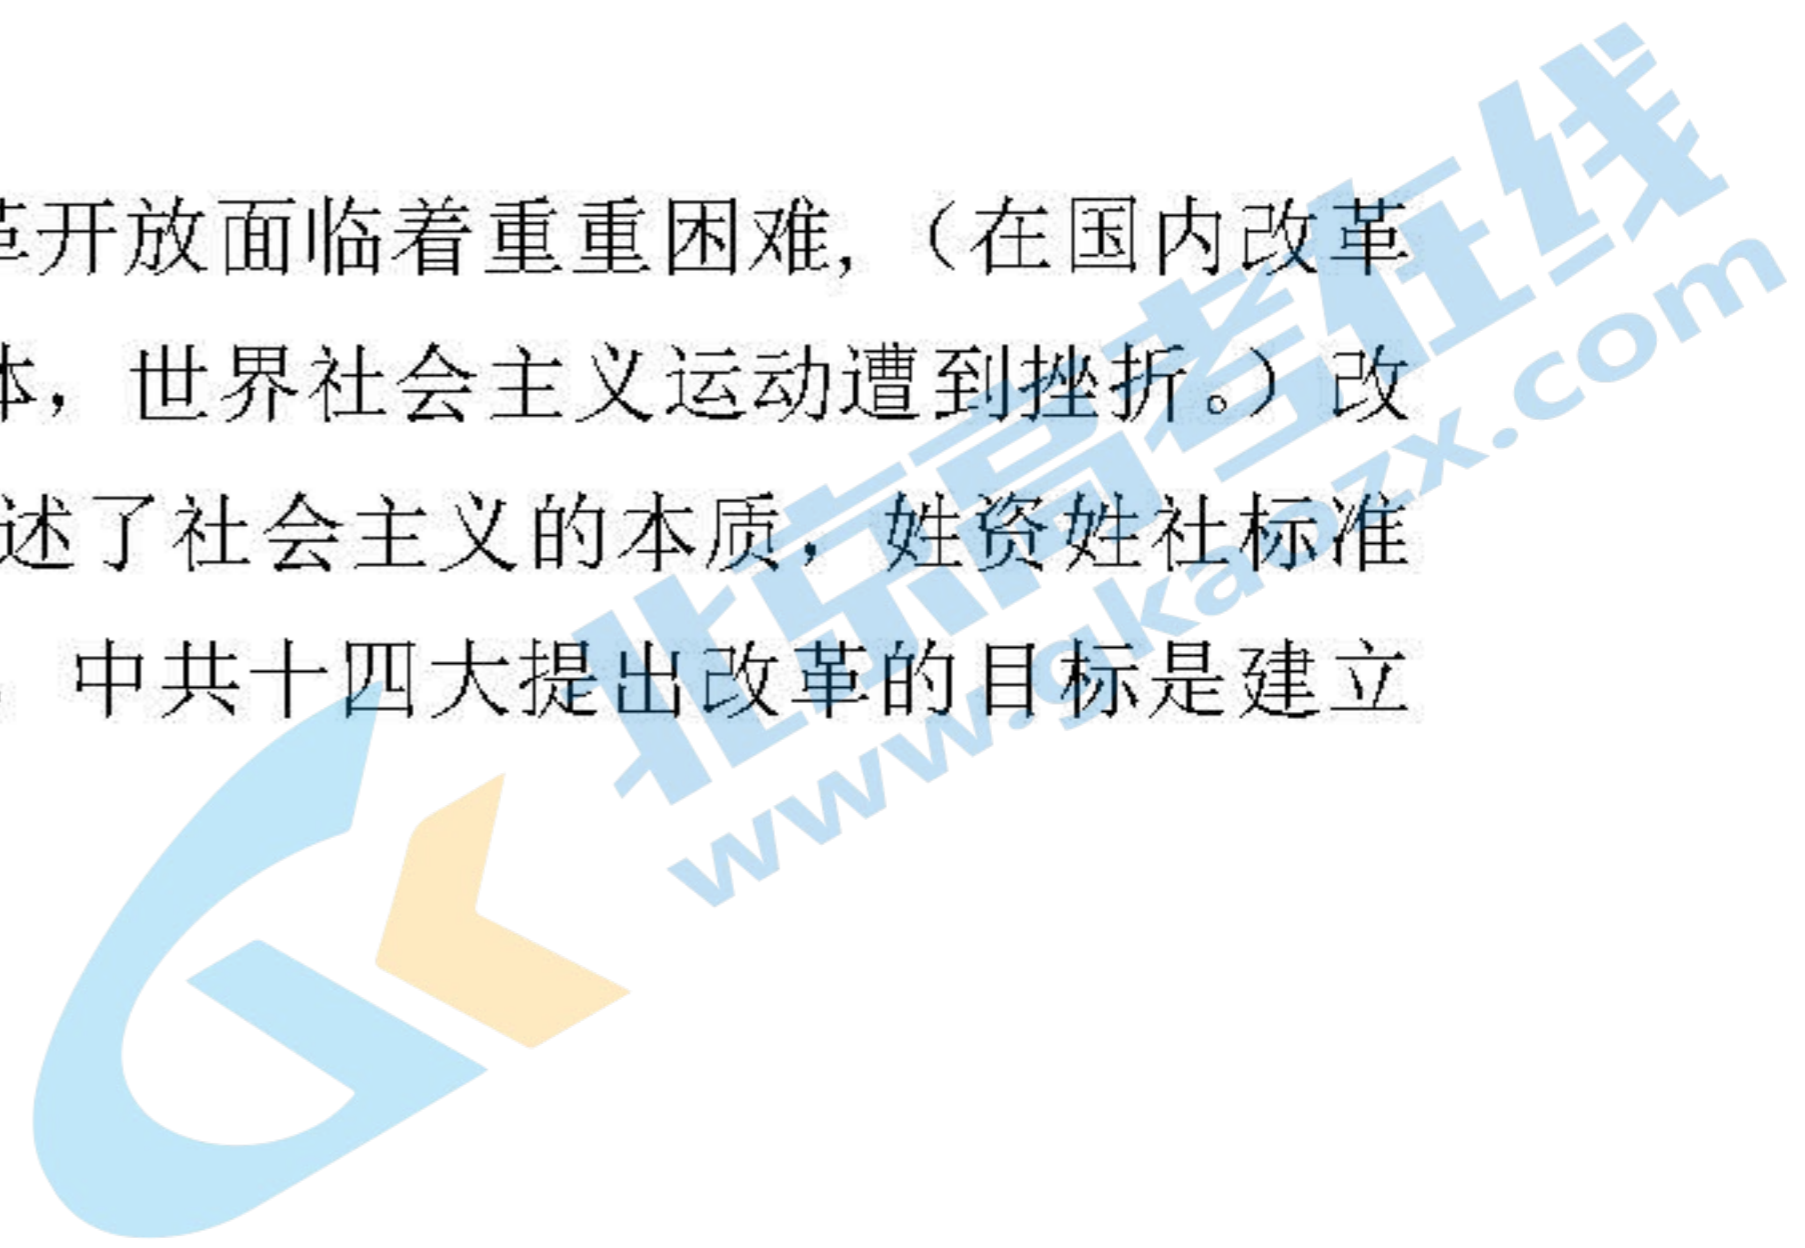 革开放面临着重重困难，（在国内改革
体，世界社会主义运动遭到挫折。）改
述了社会主义的本质，姓资姓社标准
中共十四大提出改革的目标是建立
北京高考在线
www.gkaozx.com